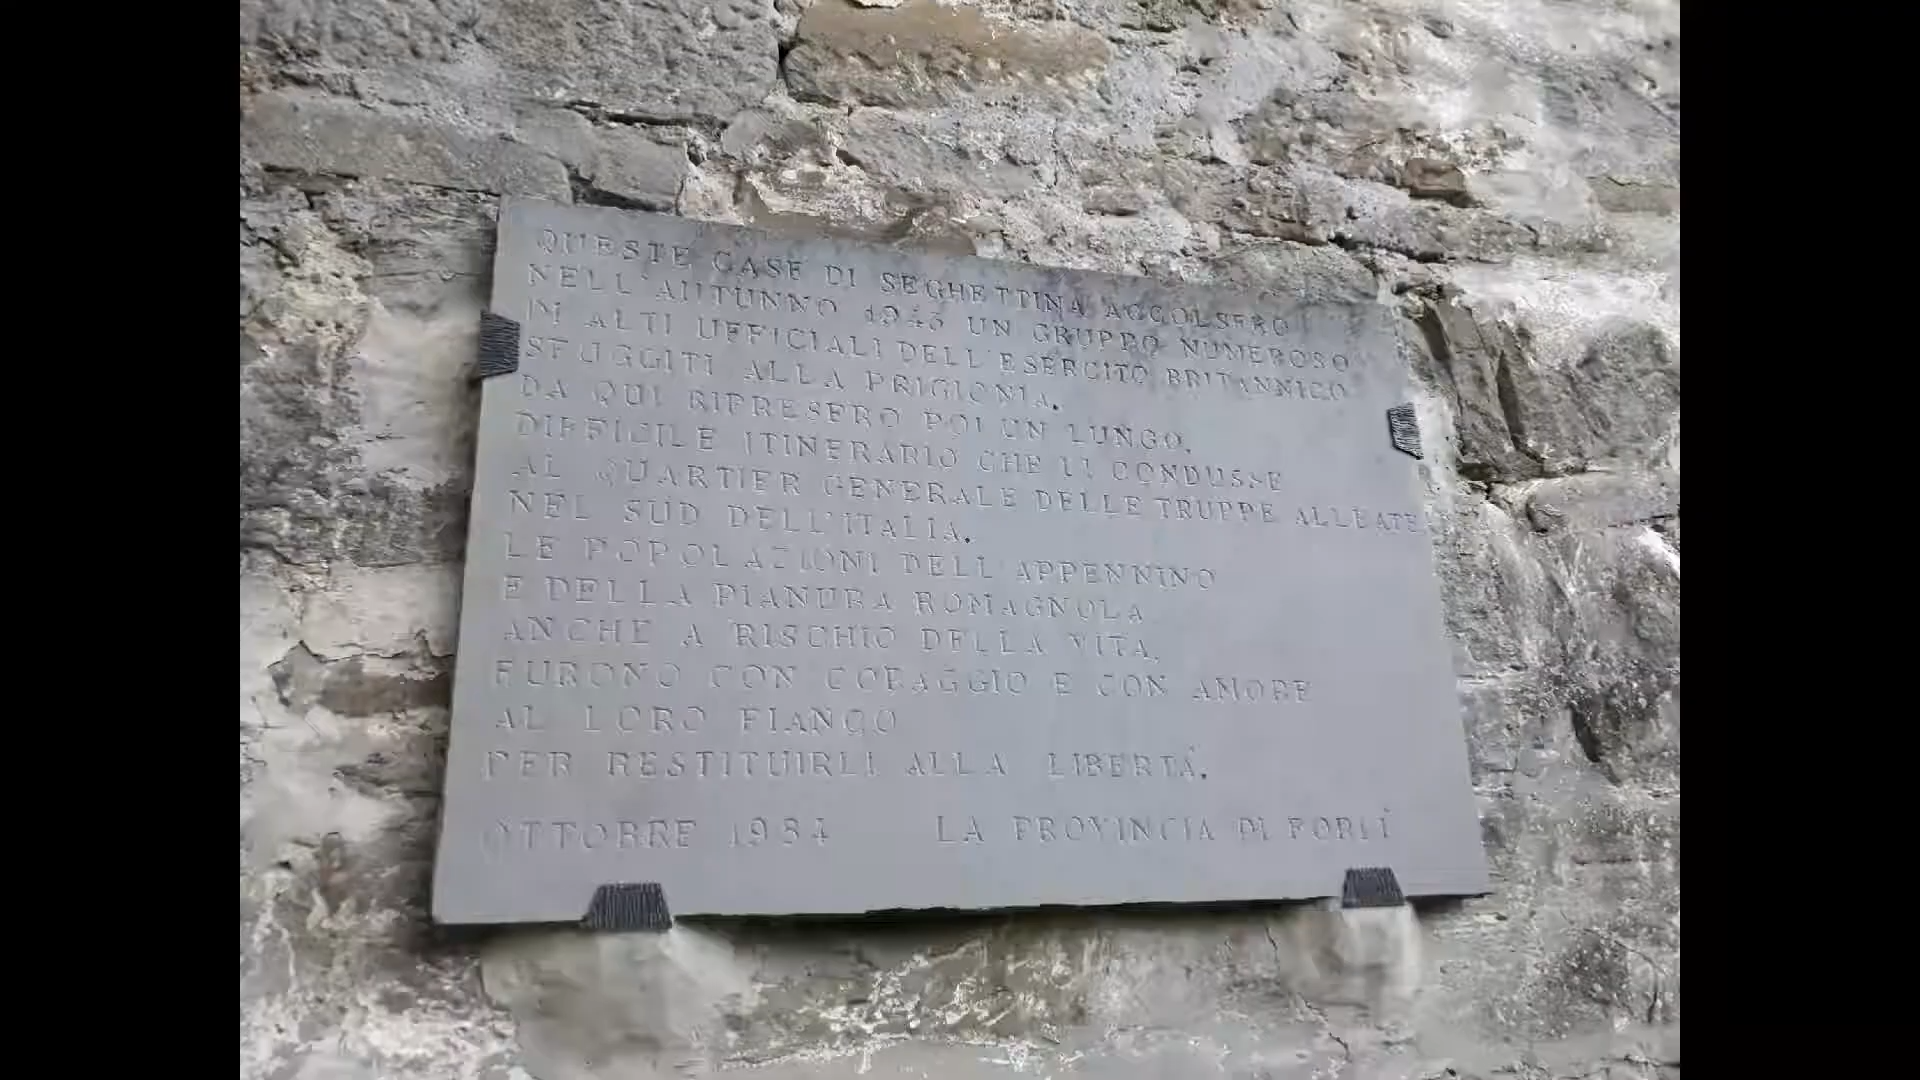 QUESTE CASE DI SEGHETTINA ACCOLSERO
NELL'AUTUNNO 1943 UN GRUPPO NUMEROSO
DI ALTI UFFICIALI DELL'ESERCITO BRITANNICO
SFUGGITI ALLA PRIGIONIA.
DA QUI RIPRESERO POI UN LUNGO,
DIFFICILE ITINERARIO CHE LI CONDUSSE
AL QUARTIER GENERALE DELLE TRUPPE ALLEATE
NEL SUD DELL'ITALIA.
LE POPOLAZIONI DELL'APPENNINO
E DELLA PIANURA ROMAGNOLA
ANCHE A RISCHIO DELLA VITA,
FURONO CON CORAGGIO E CON AMORE
AL LORO FIANCO
PER RESTITUIRLI ALLA LIBERTÁ.
OTTOBRE 1984 LA PROVINCIA DI FORLÍ